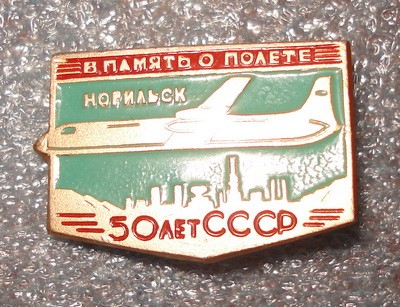 В ПАМЯТЬ О ПОЛЕТЕ
НОРИЛЬСК
50 ЛЕТ СССР